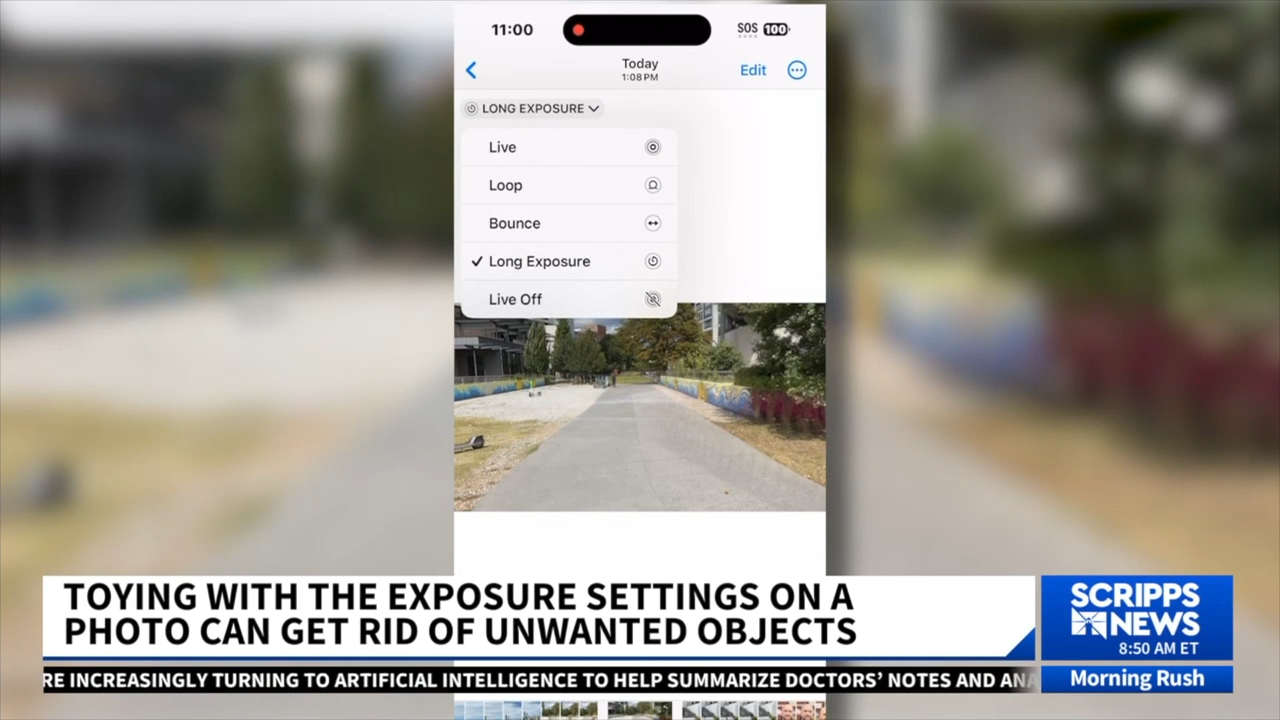 11:00
SOS 100
Today
1:08 PM
Edit
LONG EXPOSURE
Live
Loop
Bounce
Long Exposure
Live Off
TOYING WITH THE EXPOSURE SETTINGS ON A
PHOTO CAN GET RID OF UNWANTED OBJECTS
SCRIPPS
NEWS
8:50 AM ET
RE INCREASINGLY TURNING TO ARTIFICIAL INTELLIGENCE TO HELP SUMMARIZE DOCTORS' NOTES AND ANA
Morning Rush